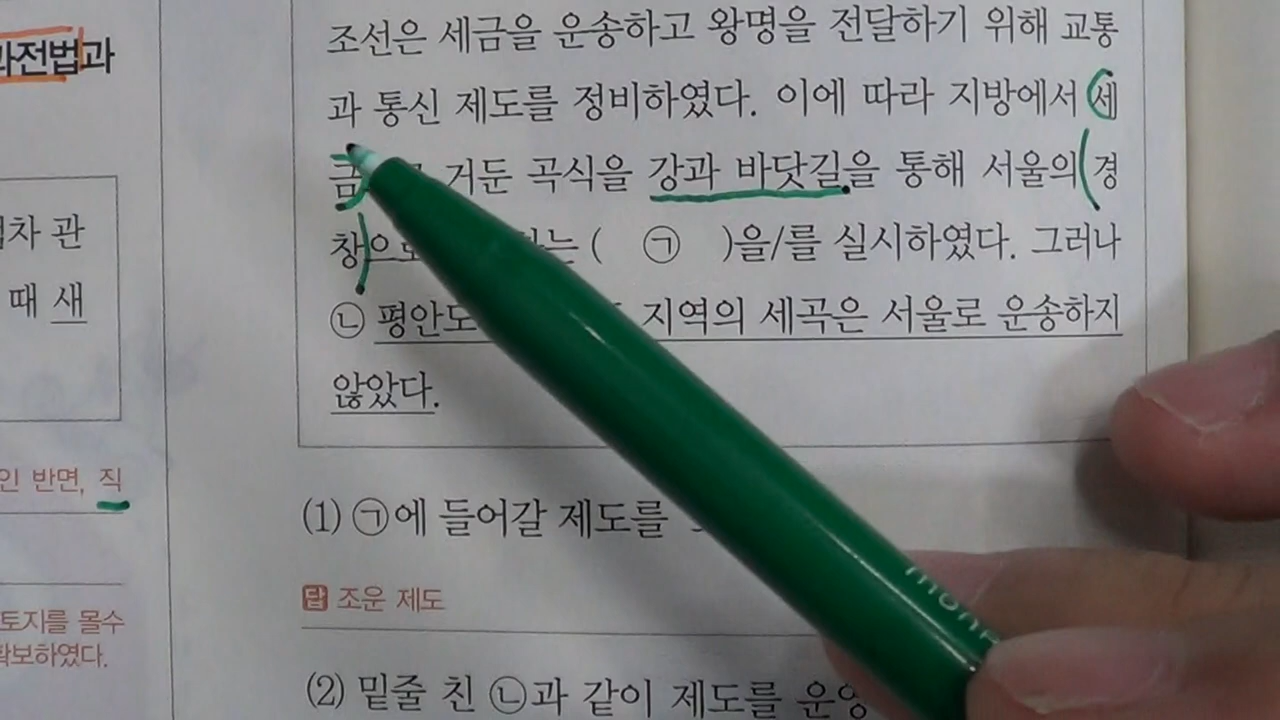 과전법과
차 관
때 새
인 반면, 직
토지를 몰수
확보하였다.
조선은 세금을 운송하고 왕명을 전달하기 위해 교통
과 통신 제도를 정비하였다. 이에 따라 지방에서 세
금 거둔 곡식을 강과 바닷길을 통해 서울의 경
창으로 하는 ( ㉠ )을/를 실시하였다. 그러나
㉡ 평안도 지역의 세곡은 서울로 운송하지
않았다.
(1) ㉠에 들어갈 제도를
답 조운 제도
(2) 밑줄 친 ㉡과 같이 제도를 운영